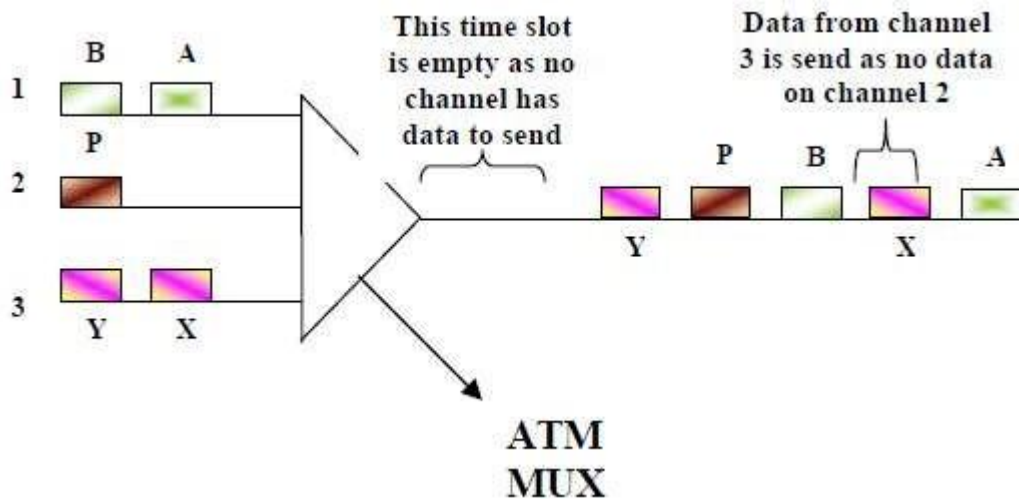 This time slot
is empty as no
channel has
data to send
Data from channel
3 is send as no data
on channel 2
B A
1
P
2
3
Y X
P B A
Y X
ATM
MUX